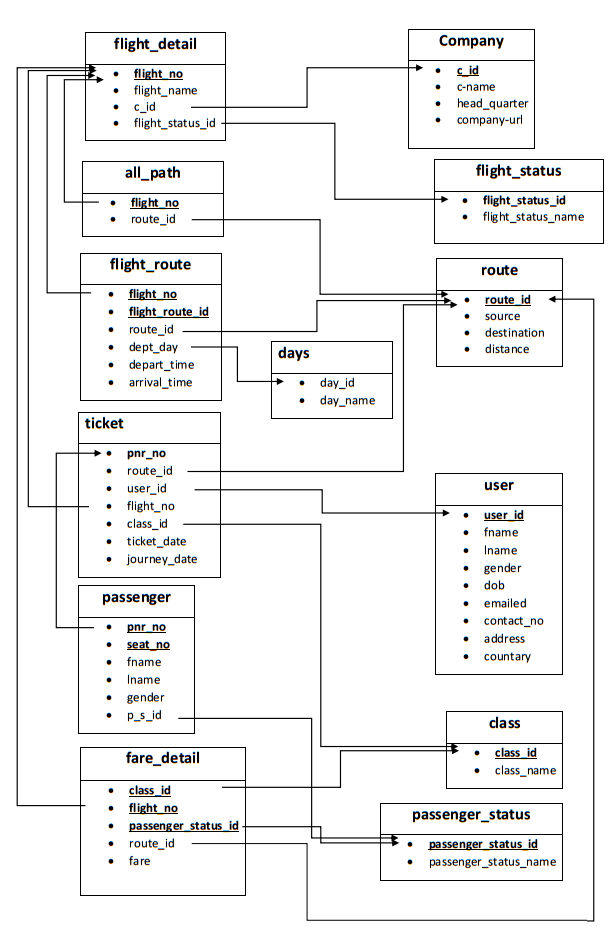 flight_detail
flight_no
flight_name
c_id
flight_status_id
Company
c_id
c-name
head_quarter
company-url
all_path
flight_no
route_id
flight_status
flight_status_id
flight_status_name
flight_route
flight_no
flight_route_id
route_id
dept_day
depart_time
arrival_time
route
route_id
source
destination
distance
days
day_id
day_name
ticket
pnr_no
route_id
user_id
flight_no
class_id
ticket_date
journey_date
user
user_id
fname
lname
gender
dob
emailed
contact_no
address
countary
passenger
pnr_no
seat_no
fname
lname
gender
p_s_id
class
class_id
class_name
fare_detail
class_id
flight_no
passenger_status_id
route_id
fare
passenger_status
passenger_status_id
passenger_status_name